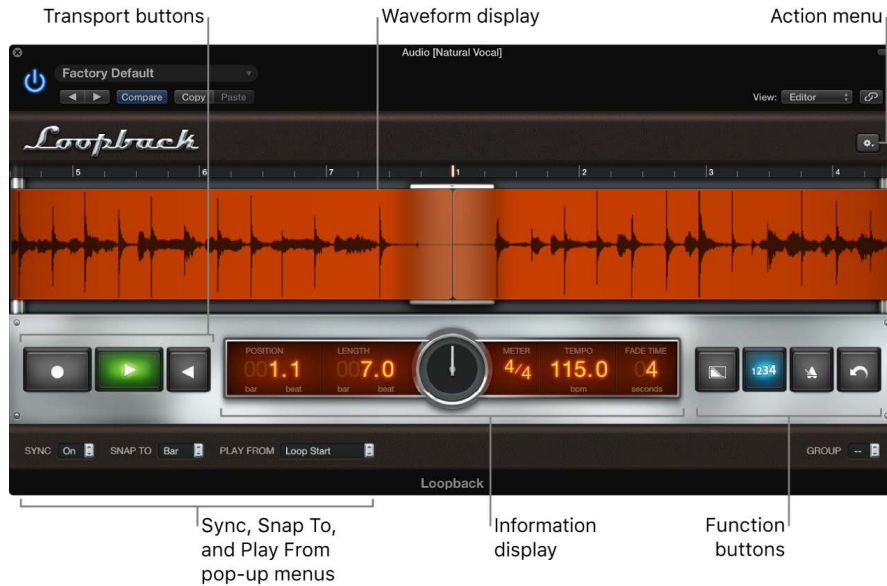 Transport buttons
Waveform display
Action menu
Audio [Natural Vocal]
Factory Default
Compare Copy Paste
View: Editor
Loopback
5 6 7 1 2 3 4
POSITION LENGTH METER TEMPO FADE TIME
001.1 007.0 4/4 115.0 04
bar beat bar beat bpm seconds
1234
SYNC On SNAP TO Bar PLAY FROM Loop Start GROUP --
Loopback
Sync, Snap To,
and Play From
pop-up menus
Information
display
Function
buttons